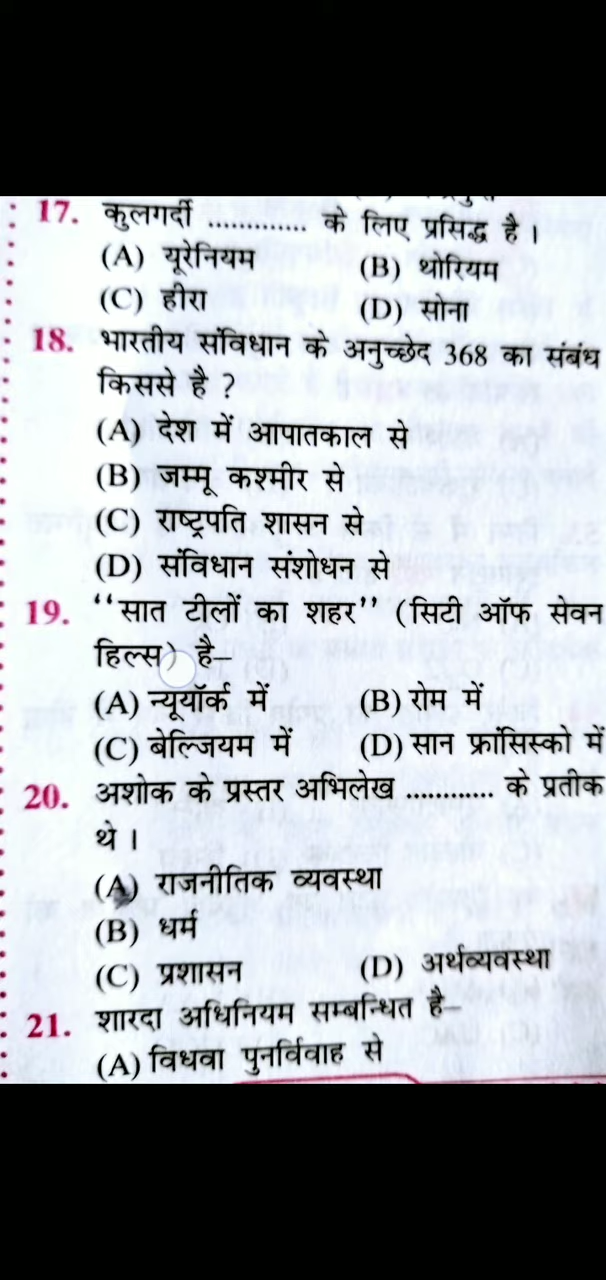 17. कुलगर्दी ............. के लिए प्रसिद्ध है ।
(A) यूरेनियम (B) थोरियम
(C) हीरा (D) सोना
18. भारतीय संविधान के अनुच्छेद 368 का संबंध
किससे है ?
(A) देश में आपातकाल से
(B) जम्मू कश्मीर से
(C) राष्ट्रपति शासन से
(D) संविधान संशोधन से
19. ‘‘सात टीलों का शहर’’ (सिटी ऑफ सेवन
हिल्स) है–
(A) न्यूयॉर्क में (B) रोम में
(C) बेल्जियम में (D) सान फ्रांसिस्को में
20. अशोक के प्रस्तर अभिलेख ............ के प्रतीक
थे ।
(A) राजनीतिक व्यवस्था
(B) धर्म
(C) प्रशासन (D) अर्थव्यवस्था
21. शारदा अधिनियम सम्बन्धित है–
(A) विधवा पुनर्विवाह से